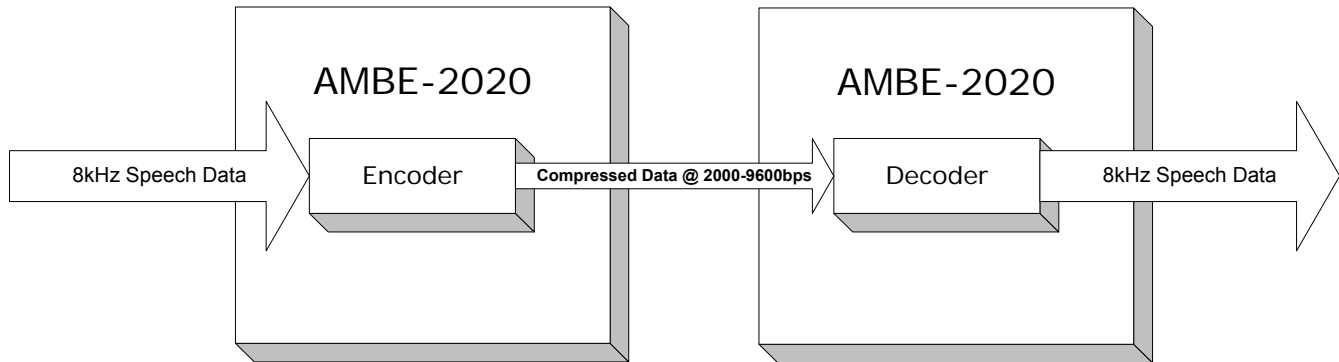 AMBE-2020
AMBE-2020
8kHz Speech Data
Encoder
Compressed Data @ 2000-9600bps
Decoder
8kHz Speech Data